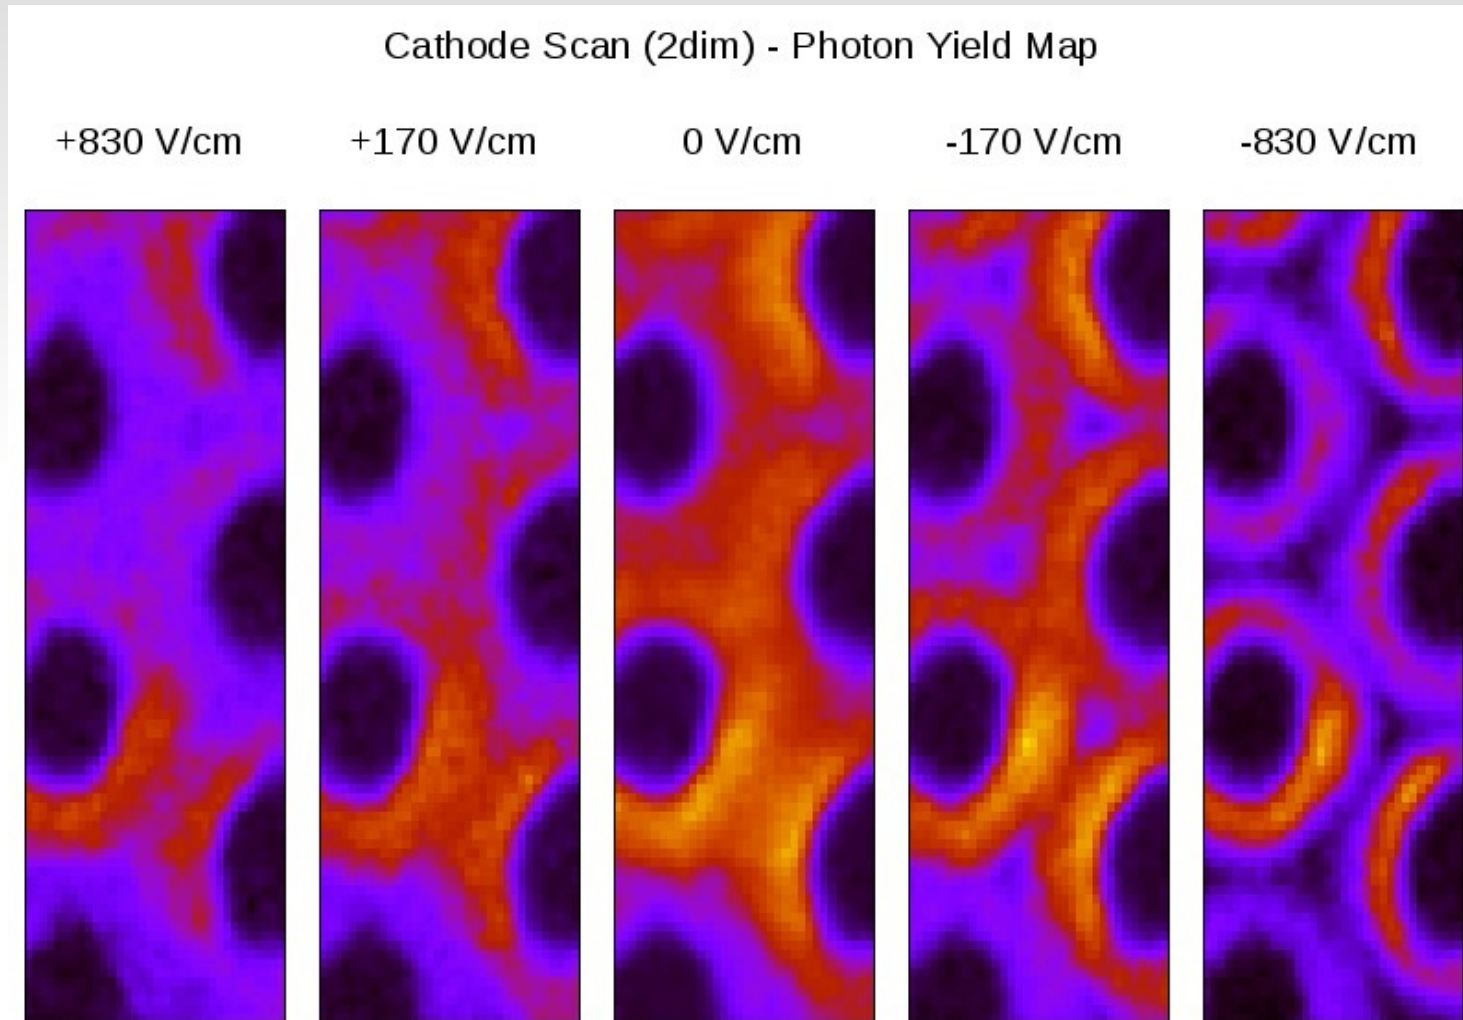 Cathode Scan (2dim) - Photon Yield Map
+830 V/cm +170 V/cm 0 V/cm -170 V/cm -830 V/cm